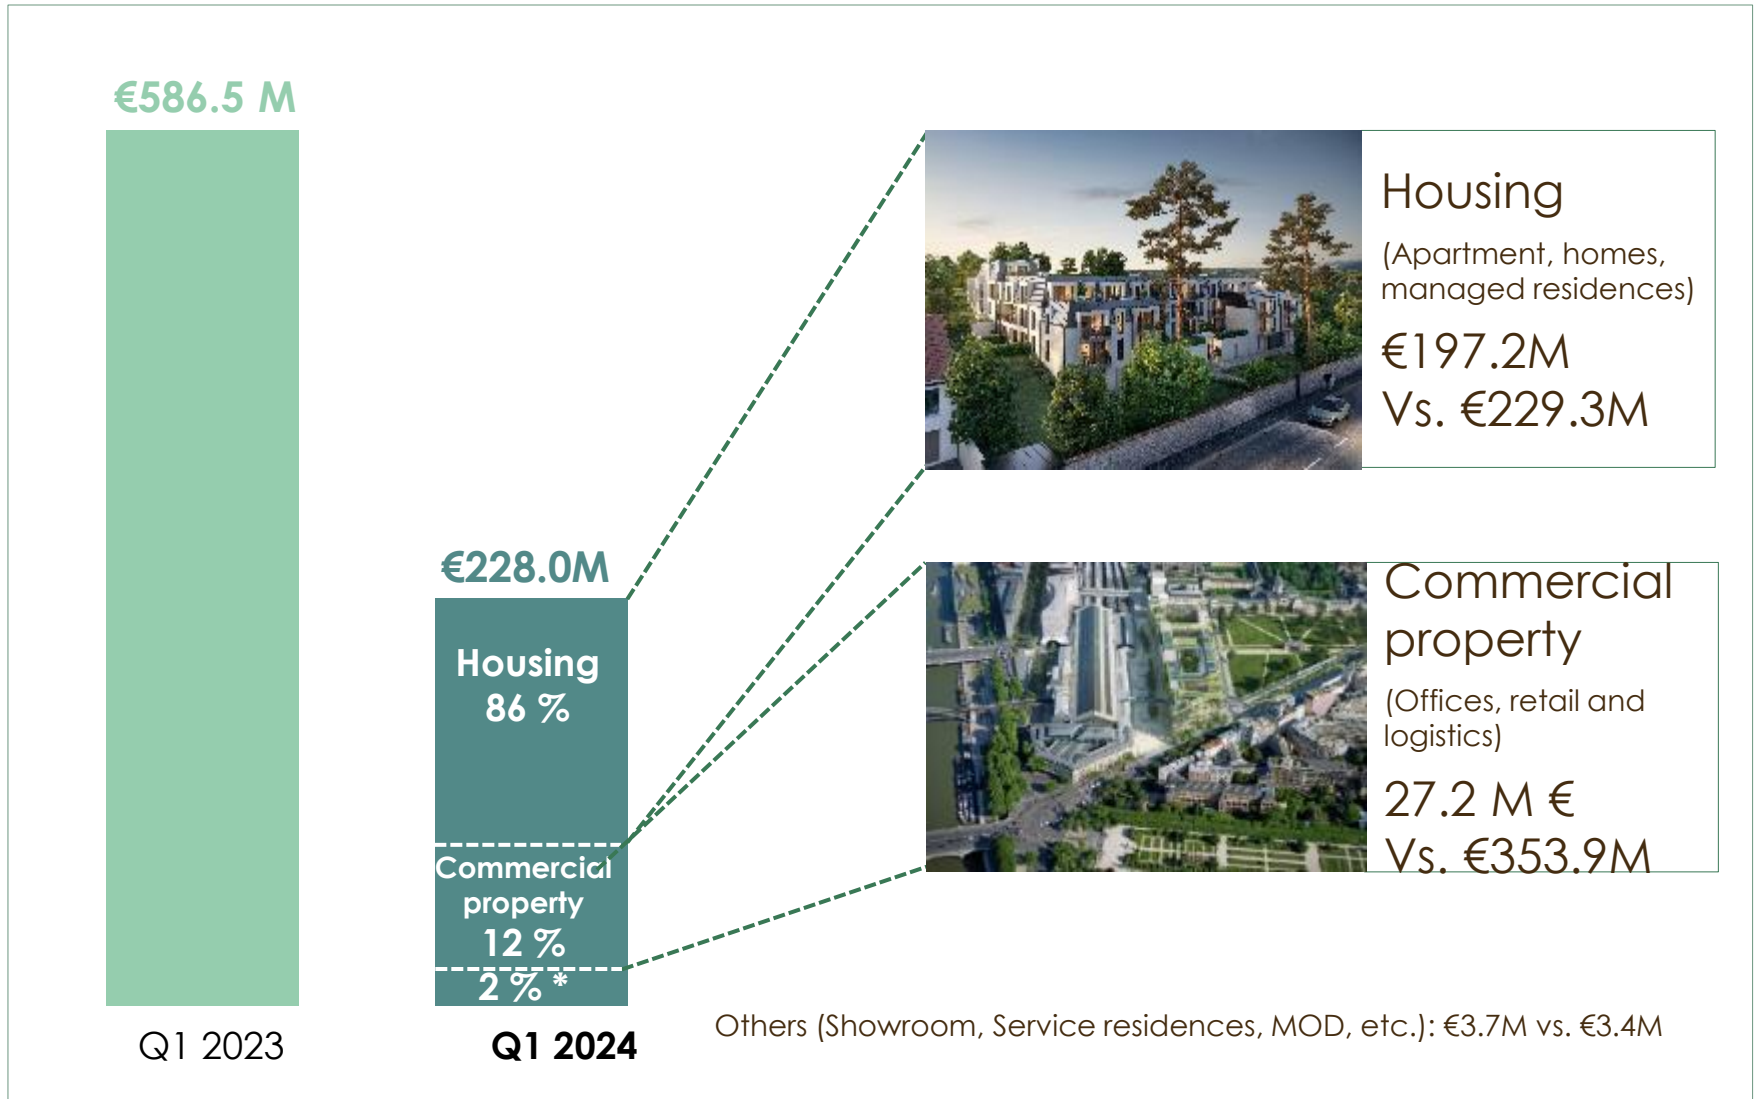 €586.5 M
Q1 2023
€228.0M
Housing
86 %
Commercial
property
12 %
2 % *
Q1 2024
Housing
(Apartment, homes,
managed residences)
€197.2M
Vs. €229.3M
Commercial
property
(Offices, retail and
logistics)
27.2 M €
Vs. €353.9M
Others (Showroom, Service residences, MOD, etc.): €3.7M vs. €3.4M